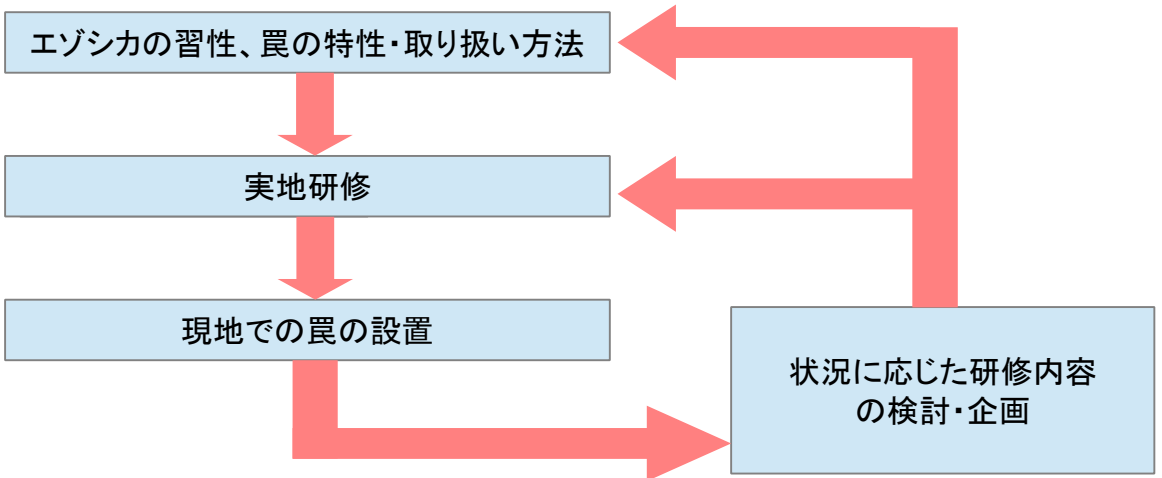 エゾシカの習性、罠の特性・取り扱い方法
実地研修
現地での罠の設置
状況に応じた研修内容
の検討・企画